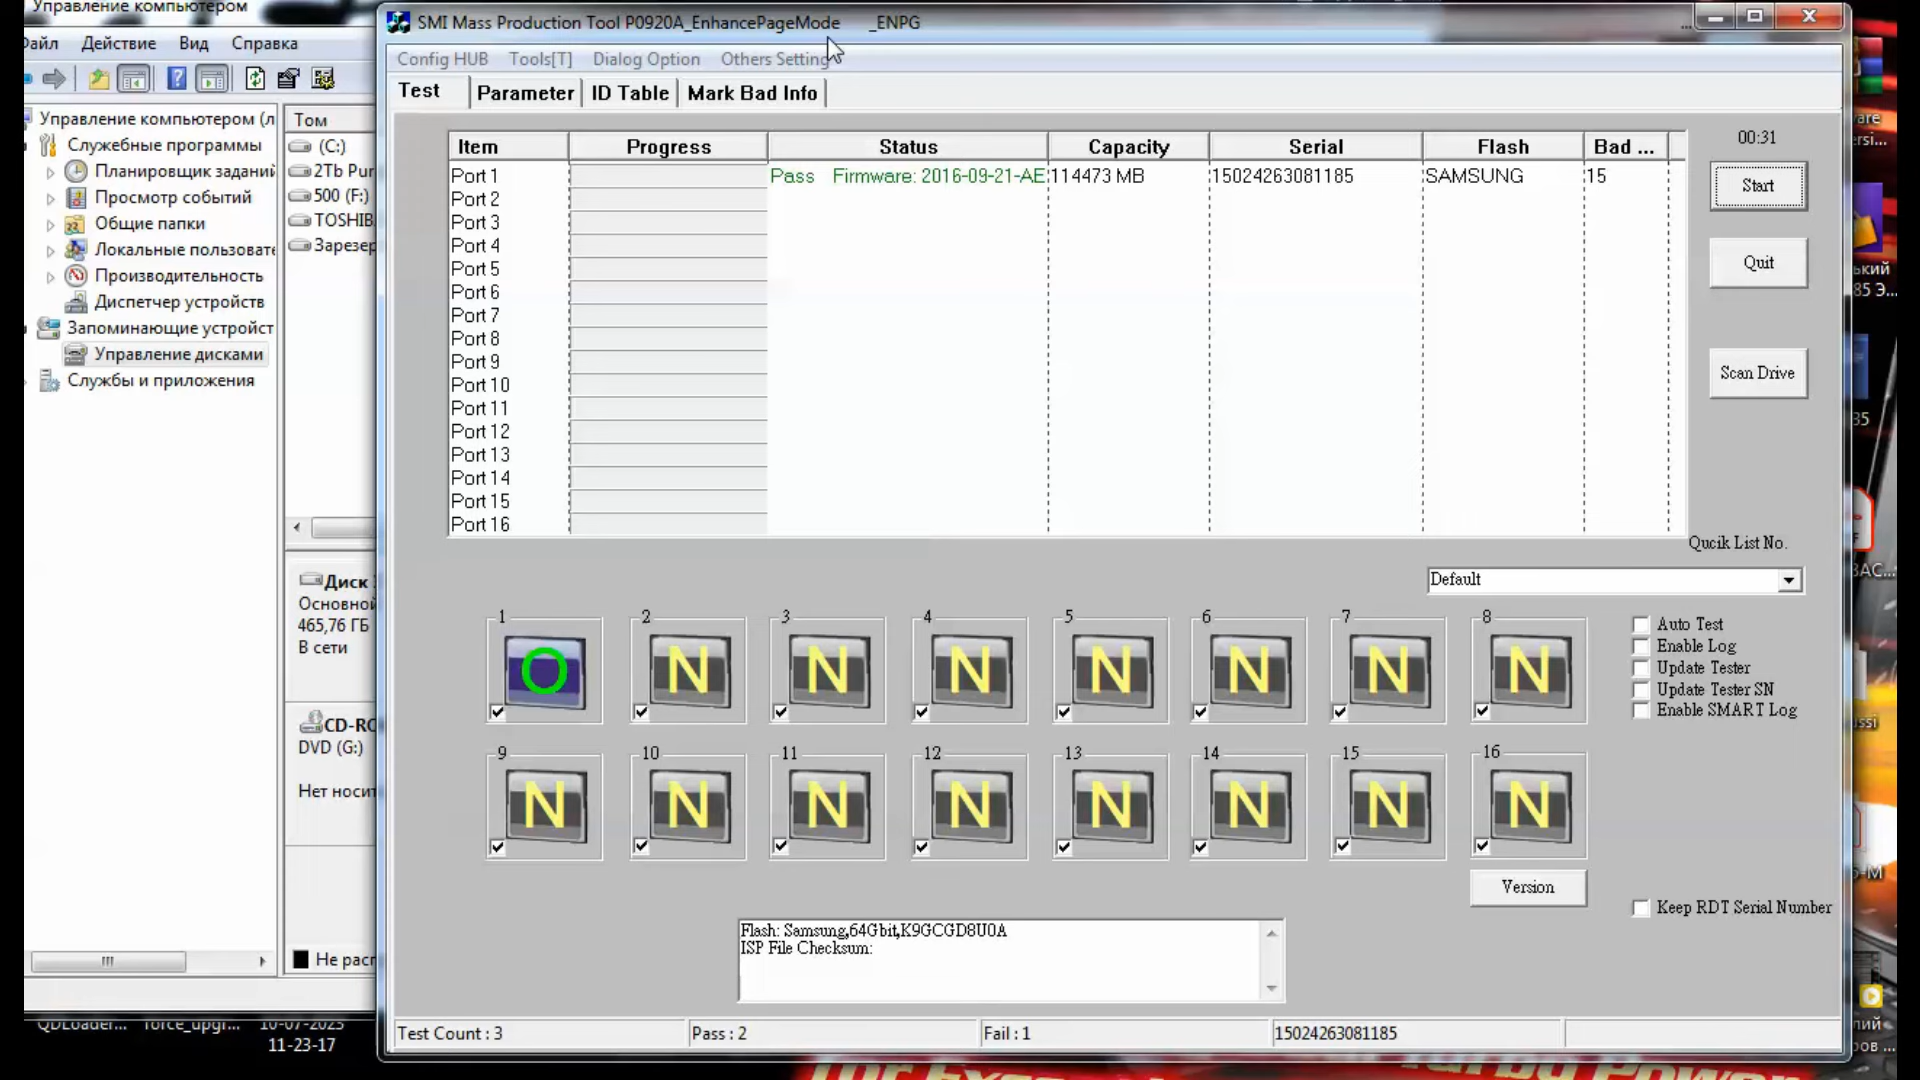 Управление компьютером
Файл Действие Вид Справка
Управление компьютером (л
Служебные программы
Планировщик заданий
Просмотр событий
Общие папки
Локальные пользовате
Производительность
Диспетчер устройств
Запоминающие устройст
Управление дисками
Службы и приложения
Том
(C:)
2Tb Pur
500 (F:)
TOSHIB
Зарезер
Диск
Основной
465,76 ГБ
В сети
CD-RO
DVD (G:)
Нет носит
Не расп
SMI Mass Production Tool P0920A_EnhancePageMode _ENPG
Config HUB Tools[T] Dialog Option Others Setting
Test Parameter ID Table Mark Bad Info
Item Progress Status Capacity Serial Flash Bad ...
Port 1 Pass Firmware: 2016-09-21-AE 114473 MB 15024263081185 SAMSUNG 15
Port 2
Port 3
Port 4
Port 5
Port 6
Port 7
Port 8
Port 9
Port 10
Port 11
Port 12
Port 13
Port 14
Port 15
Port 16
00:31
Start
Quit
Scan Drive
Qucik List No.
Default
1 2 3 4 5 6 7 8
O N N N N N N N
9 10 11 12 13 14 15 16
N N N N N N N N
Auto Test
Enable Log
Update Tester
Update Tester SN
Enable SMART Log
Version
Keep RDT Serial Number
Flash: Samsung,64Gbit,K9GCGD8U0A
ISP File Checksum:
Test Count : 3 Pass : 2 Fail : 1 15024263081185
QDLoader... force_upgr... 10-07-2025
11-23-17